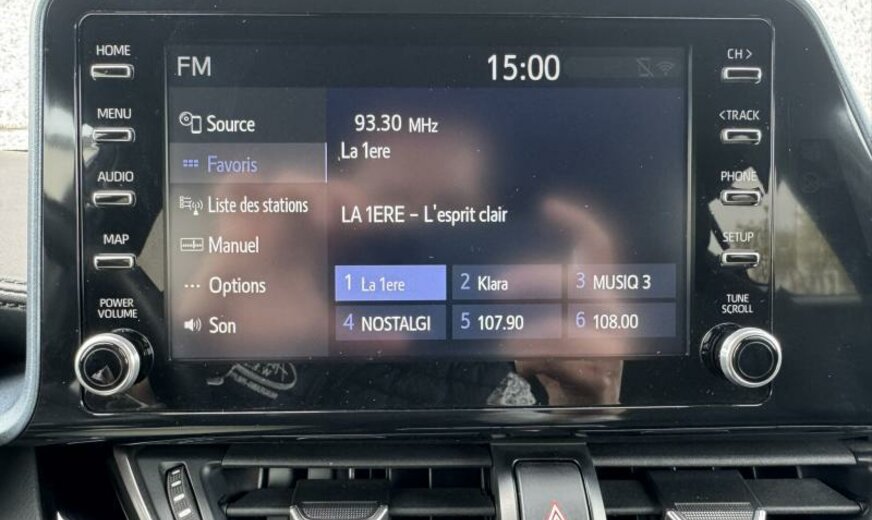 HOME
MENU
AUDIO
MAP
POWER
VOLUME
FM
15:00
Source
Favoris
Liste des stations
Manuel
Options
Son
93.30 MHz
La 1ere
LA 1ERE – L'esprit clair
1 La 1ere
2 Klara
3 MUSIQ 3
4 NOSTALGI
5 107.90
6 108.00
CH >
< TRACK
PHONE
SETUP
TUNE
SCROLL